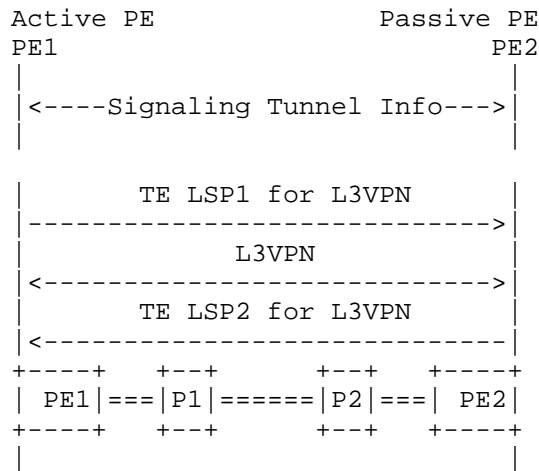 Active PE                Passive PE
PE1                             PE2
|                                 |
|<----Signaling Tunnel Info--->|
|                                 |
|       TE LSP1 for L3VPN         |
|------------------------------>|
|             L3VPN               |
|<----------------------------->|
|       TE LSP2 for L3VPN         |
|<------------------------------|
+----+   +--+      +--+   +----+
| PE1|===|P1|======|P2|===| PE2|
+----+   +--+      +--+   +----+
|                                 |